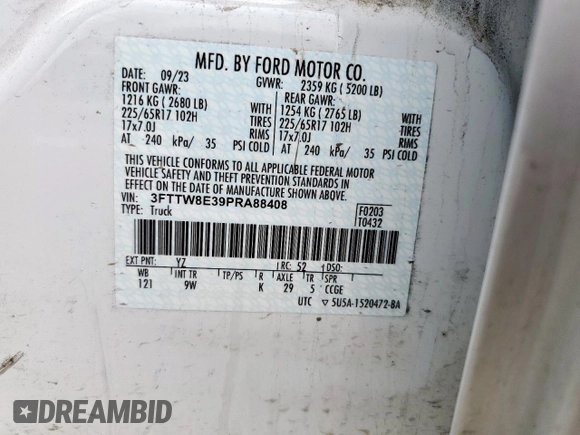 MFD. BY FORD MOTOR CO.
DATE: 09/23 GVWR: 2359 KG ( 5200 LB)
FRONT GAWR: REAR GAWR:
1216 KG ( 2680 LB) WITH 1254 KG ( 2765 LB) WITH
225/65R17 102H TIRES 225/65R17 102H TIRES
17x7.0J RIMS 17x7.0J RIMS
AT 240 kPa/ 35 PSI COLD AT 240 kPa/ 35 PSI COLD
THIS VEHICLE CONFORMS TO ALL APPLICABLE FEDERAL MOTOR
VEHICLE SAFETY AND THEFT PREVENTION STANDARDS IN
EFFECT ON THE DATE OF MANUFACTURE SHOWN ABOVE.
VIN: 3FTTW8E39PRA88408 F0203
TYPE: Truck T0432
EXT PNT: YZ RC: 52 DSO:
WB INT TR TP/PS R AXLE TR SPR
121 9W K 29 5 CCGE
UTC ▽ 5U5A-1520472-BA
DREAMBID